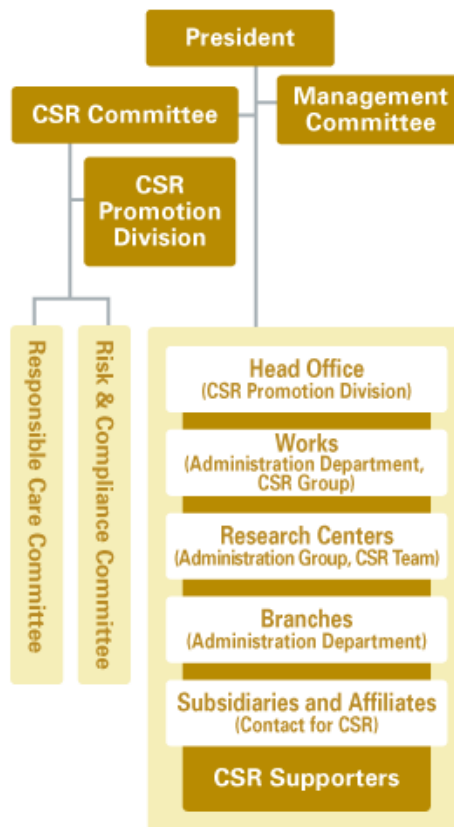 President
CSR Committee
Management
Committee
CSR
Promotion
Division
Responsible Care Committee
Risk & Compliance Committee
Head Office
(CSR Promotion Division)
Works
(Administration Department,
CSR Group)
Research Centers
(Administration Group, CSR Team)
Branches
(Administration Department)
Subsidiaries and Affiliates
(Contact for CSR)
CSR Supporters